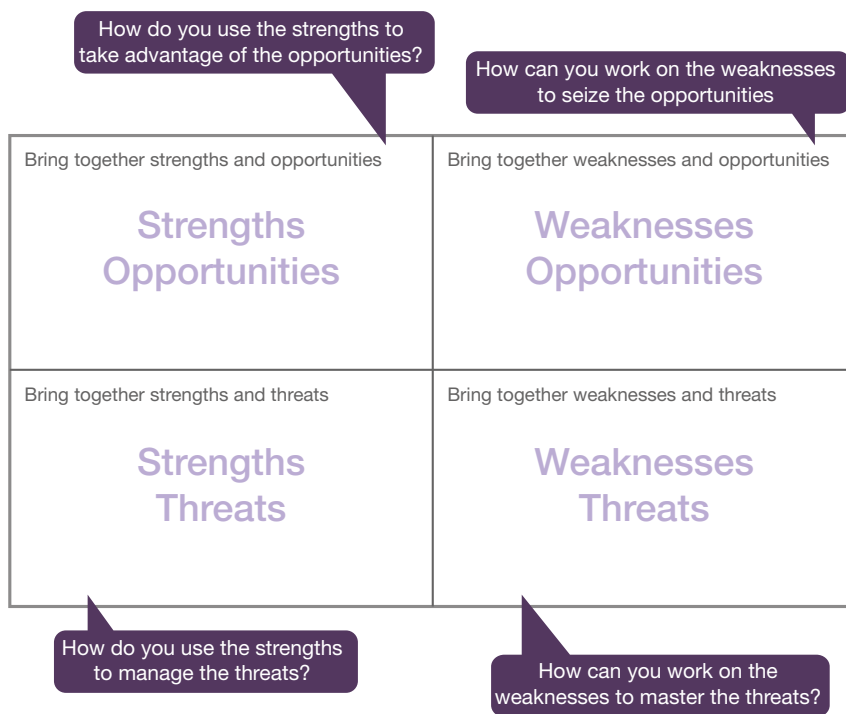 How do you use the strengths to
take advantage of the opportunities?
How can you work on the weaknesses
to seize the opportunities
Bring together strengths and opportunities
Strengths
Opportunities
Bring together weaknesses and opportunities
Weaknesses
Opportunities
Bring together strengths and threats
Strengths
Threats
Bring together weaknesses and threats
Weaknesses
Threats
How do you use the strengths
to manage the threats?
How can you work on the
weaknesses to master the threats?